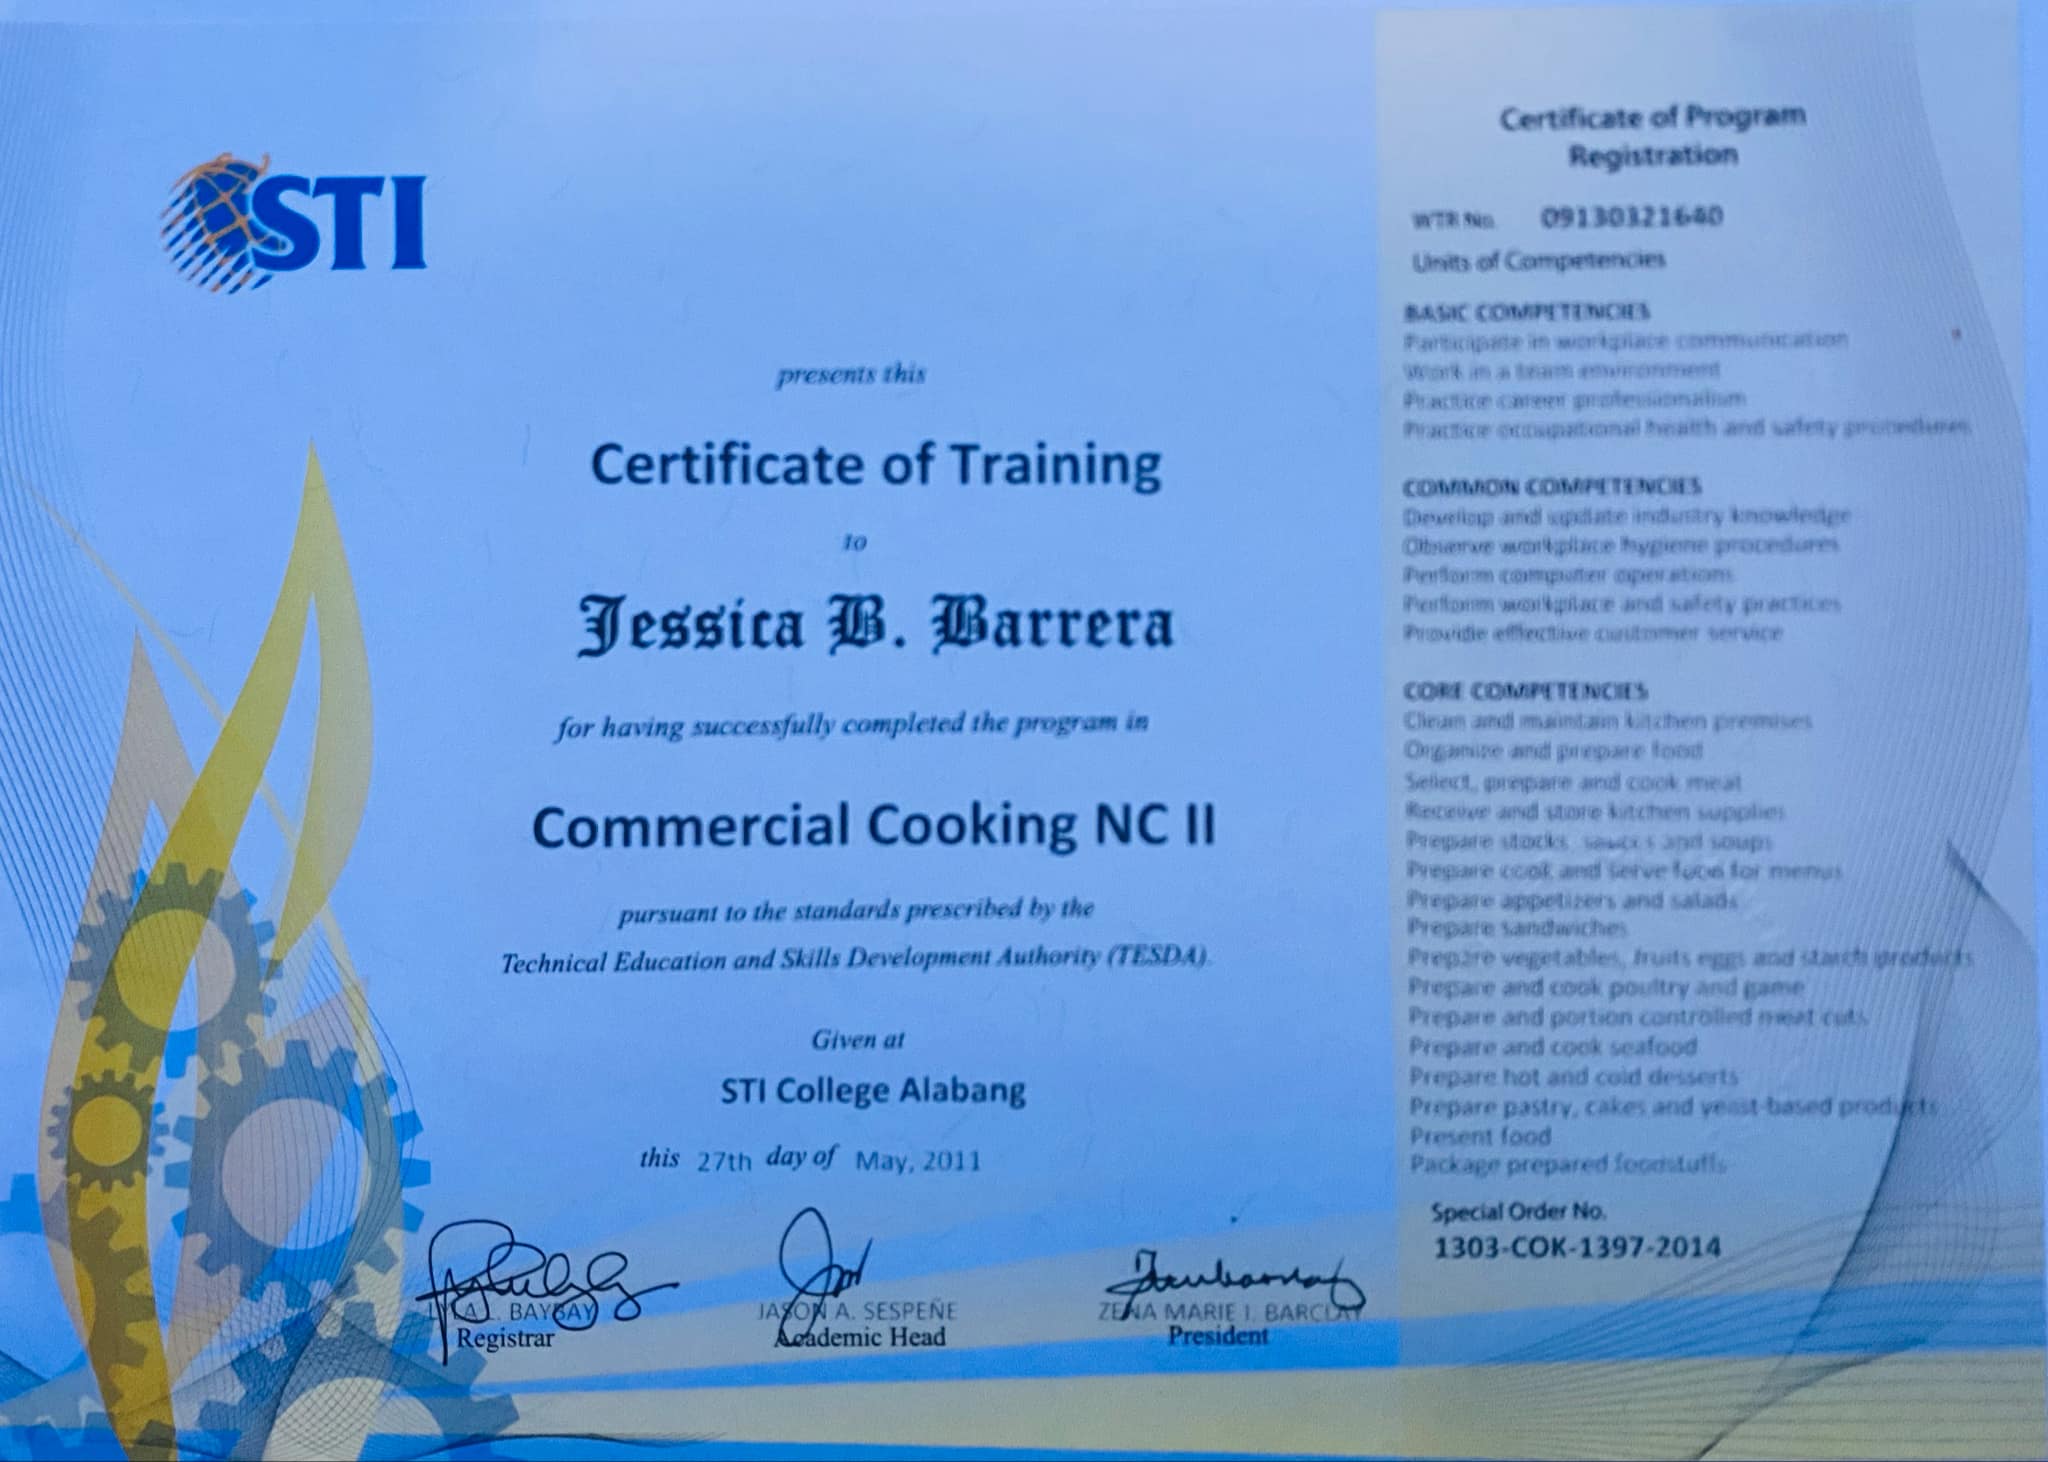 STI
presents this
Certificate of Training
to
Jessica B. Barrera
for having successfully completed the program in
Commercial Cooking NC II
pursuant to the standards prescribed by the
Technical Education and Skills Development Authority (TESDA).
Given at
STI College Alabang
this 27th day of May, 2011
BAYBAY
Registrar
JASON A. SESPEÑE
Academic Head
ZENA MARIE I. BARCLAY
President
Certificate of Program
Registration
WTR No. 09130321640
Units of Competencies
BASIC COMPETENCIES
Participate in workplace communication
Work in a team environment
Practice career professionalism
Practice occupational health and safety procedures
COMMON COMPETENCIES
Develop and update industry knowledge
Observe workplace hygiene procedures
Perform computer operations
Perform workplace and safety practices
Provide effective customer service
CORE COMPETENCIES
Clean and maintain kitchen premises
Organize and prepare food
Select, prepare and cook meat
Receive and store kitchen supplies
Prepare stocks, sauces and soups
Prepare cook and serve food for menus
Prepare appetizers and salads
Prepare sandwiches
Prepare vegetables, fruits eggs and starch products
Prepare and cook poultry and game
Prepare and portion controlled meat cuts
Prepare and cook seafood
Prepare hot and cold desserts
Prepare pastry, cakes and yeast-based products
Present food
Package prepared foodstuffs
Special Order No.
1303-COK-1397-2014